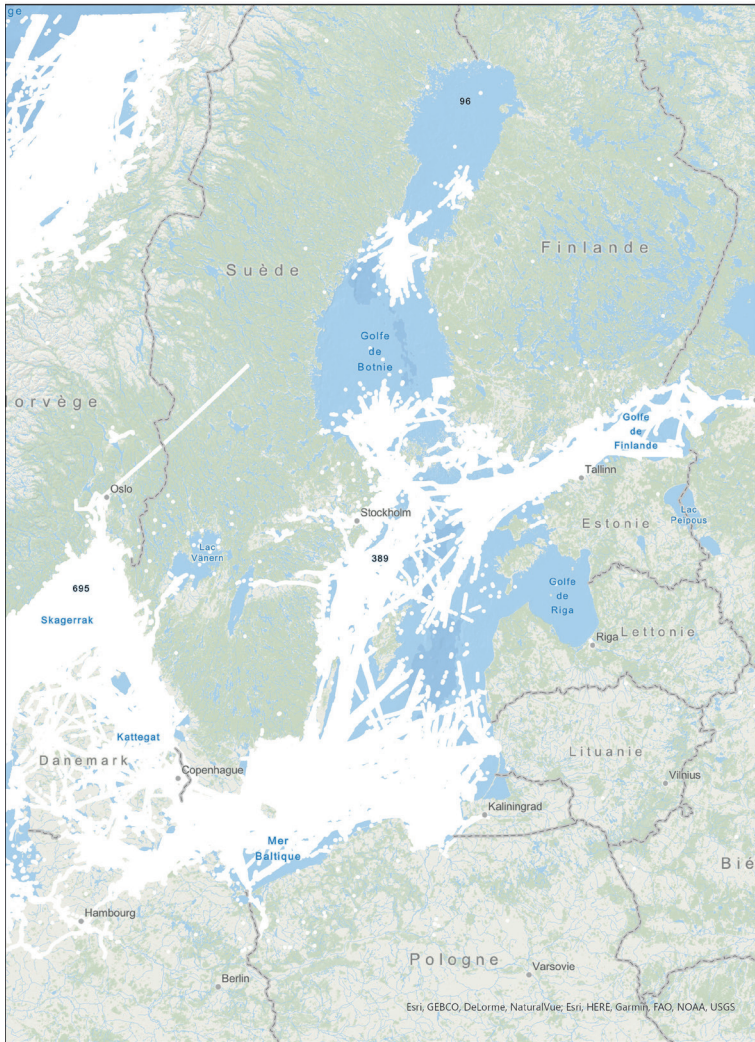 ge
96
Finlande
Suède
Golfe
de
Botnie
Norvège
Golfe
de
Finlande
Oslo
Tallinn
Stockholm
Lac
Peïpous
Estonie
Lac
Vänern
389
Golfe
de
Riga
695
Skagerrak
Lettonie
Riga
Kattegat
Lituanie
Danemark
Copenhague
Vilnius
Kaliningrad
Mer
Baltique
Bié
Hambourg
Pologne
Varsovie
Berlin
Esri, GEBCO, DeLorme, NaturalVue; Esri, HERE, Garmin, FAO, NOAA, USGS